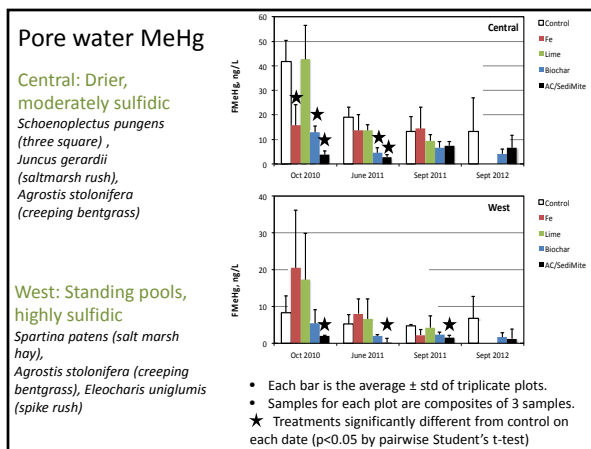 Pore water MeHg
Central: Drier,
moderately sulfidic
Schoenoplectus pungens
(three square) ,
Juncus gerardii
(saltmarsh rush),
Agrostis stolonifera
(creeping bentgrass)
West: Standing pools,
highly sulfidic
Spartina patens (salt marsh
hay),
Agrostis stolonifera (creeping
bentgrass), Eleocharis uniglumis
(spike rush)
Central
FMeHg, ng/L
60
50
40
30
20
10
0
Oct 2010 June 2011 Sept 2011 Sept 2012
Control
Fe
Lime
Biochar
AC/SediMite
West
FMeHg, ng/L
40
30
20
10
0
Oct 2010 June 2011 Sept 2011 Sept 2012
Control
Fe
Lime
Biochar
AC/SediMite
• Each bar is the average ± std of triplicate plots.
• Samples for each plot are composites of 3 samples.
★ Treatments significantly different from control on
each date (p<0.05 by pairwise Student's t-test)